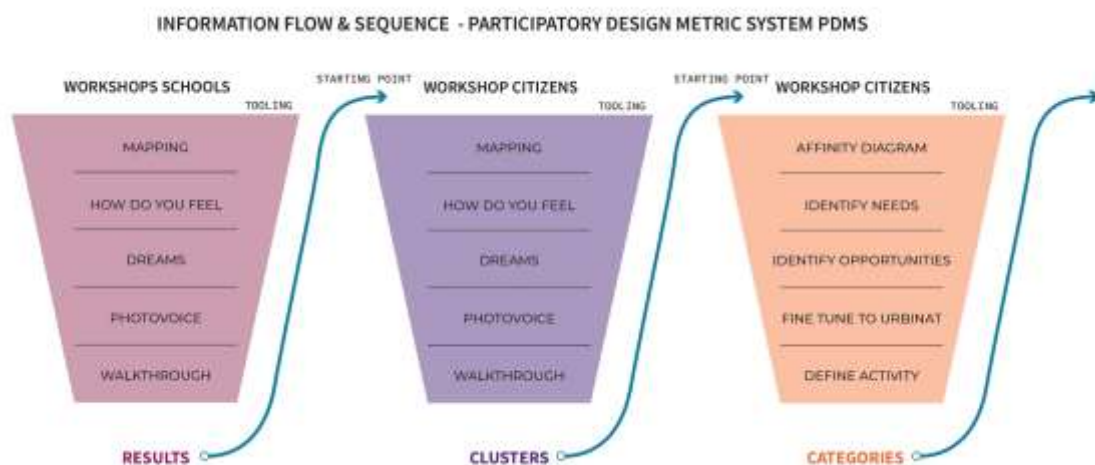 INFORMATION FLOW & SEQUENCE - PARTICIPATORY DESIGN METRIC SYSTEM PDMS
WORKSHOPS SCHOOLS
TOOLING
MAPPING
HOW DO YOU FEEL
DREAMS
PHOTOVOICE
WALKTHROUGH
RESULTS
STARTING POINT
WORKSHOP CITIZENS
TOOLING
MAPPING
HOW DO YOU FEEL
DREAMS
PHOTOVOICE
WALKTHROUGH
CLUSTERS
STARTING POINT
WORKSHOP CITIZENS
TOOLING
AFFINITY DIAGRAM
IDENTIFY NEEDS
IDENTIFY OPPORTUNITIES
FINE TUNE TO URBINAT
DEFINE ACTIVITY
CATEGORIES